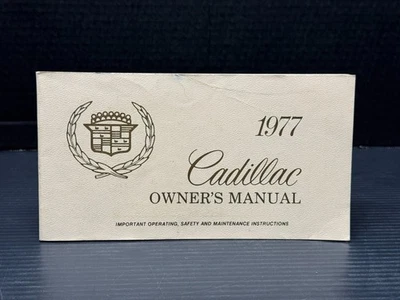 1977
Cadillac
OWNER'S MANUAL
IMPORTANT OPERATING, SAFETY AND MAINTENANCE INSTRUCTIONS